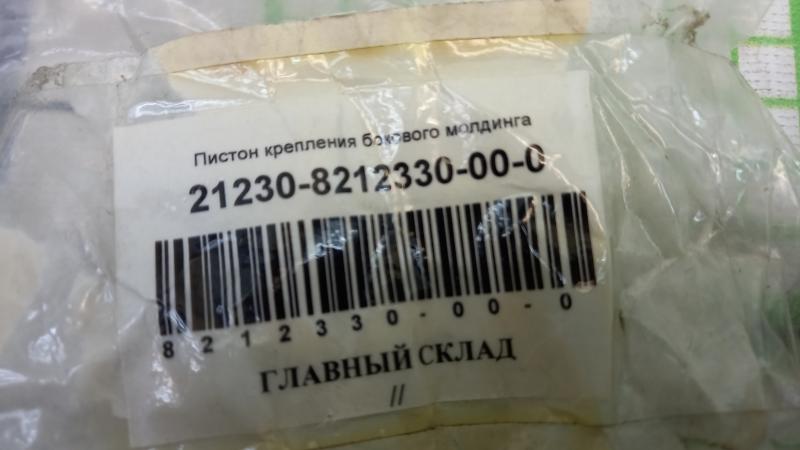 Пистон крепления бокового молдинга
21230-8212330-00-0
8212330-00-0
ГЛАВНЫЙ СКЛАД
//